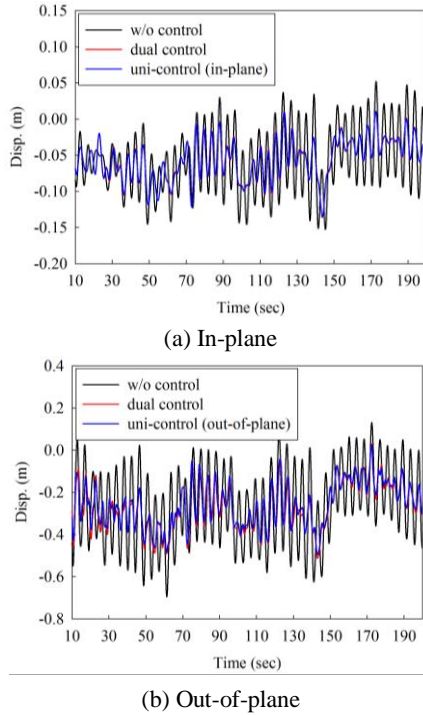 0.15
w/o control
0.10
dual control
0.05
uni-control (in-plane)
0.00
-0.05
-0.10
-0.15
-0.20
Disp. (m)
10 30 50 70 90 110 130 150 170 190
Time (sec)
(a) In-plane
0.4
w/o control
0.2
dual control
uni-control (out-of-plane)
0.0
-0.2
-0.4
-0.6
-0.8
Disp. (m)
10 30 50 70 90 110 130 150 170 190
Time (sec)
(b) Out-of-plane